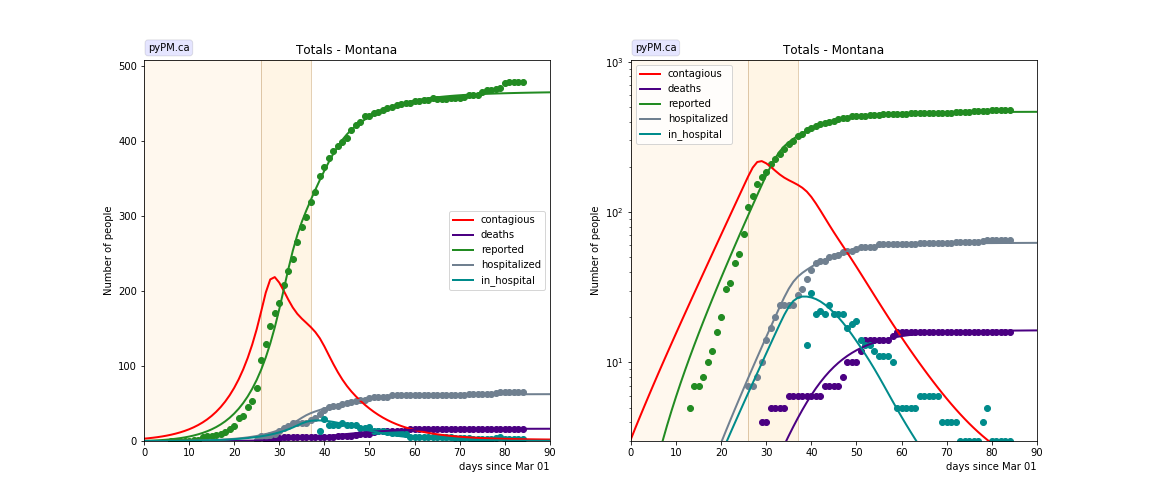 pyPM.ca
Totals - Montana
Number of people
500
400
300
200
100
0
0 10 20 30 40 50 60 70 80 90
days since Mar 01
contagious
deaths
reported
hospitalized
in_hospital
pyPM.ca
Totals - Montana
Number of people
10³
10²
10¹
0 10 20 30 40 50 60 70 80 90
days since Mar 01
contagious
deaths
reported
hospitalized
in_hospital